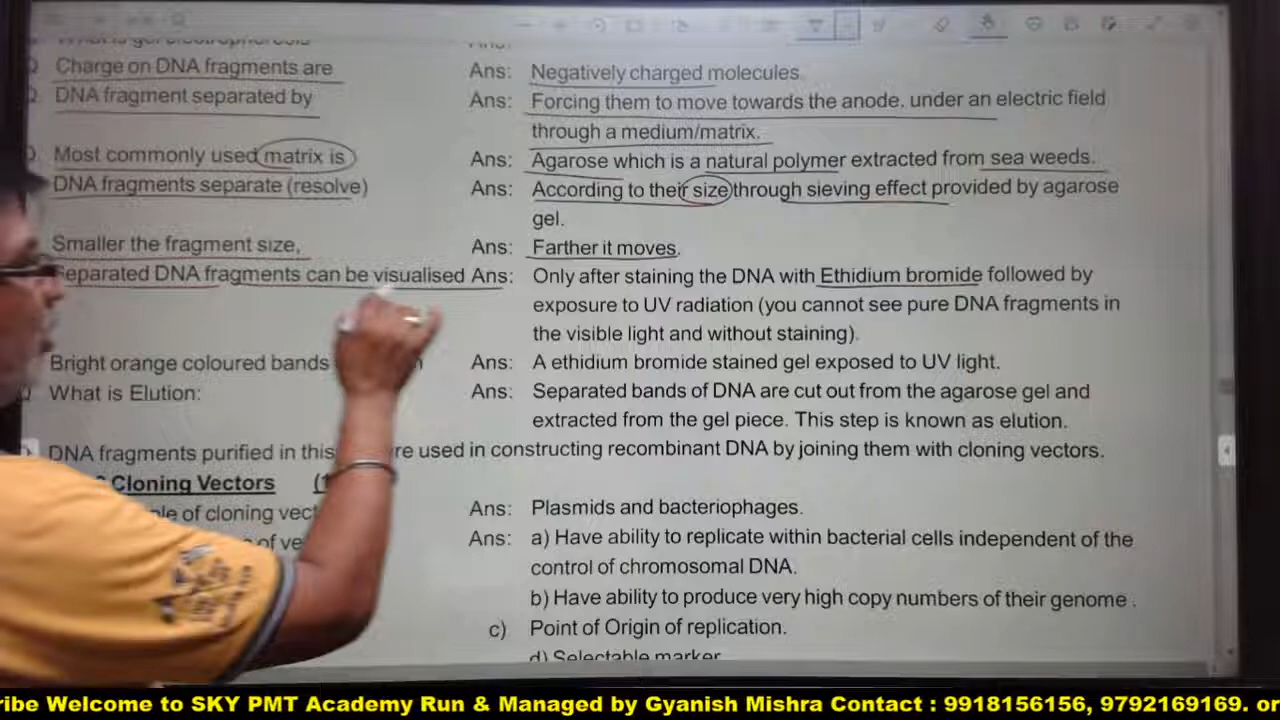 Charge on DNA fragments are Ans: Negatively charged molecules.
DNA fragment separated by Ans: Forcing them to move towards the anode, under an electric field
through a medium/matrix.
Most commonly used matrix is Ans: Agarose which is a natural polymer extracted from sea weeds.
DNA fragments separate (resolve) Ans: According to their size through sieving effect provided by agarose
gel.
Smaller the fragment size, Ans: Farther it moves.
Separated DNA fragments can be visualised Ans: Only after staining the DNA with Ethidium bromide followed by
exposure to UV radiation (you cannot see pure DNA fragments in
the visible light and without staining).
Bright orange coloured bands Ans: A ethidium bromide stained gel exposed to UV light.
What is Elution: Ans: Separated bands of DNA are cut out from the agarose gel and
extracted from the gel piece. This step is known as elution.
DNA fragments purified in this re used in constructing recombinant DNA by joining them with cloning vectors.
Cloning Vectors
of cloning vect Ans: Plasmids and bacteriophages.
of ve Ans: a) Have ability to replicate within bacterial cells independent of the
control of chromosomal DNA.
b) Have ability to produce very high copy numbers of their genome .
c) Point of Origin of replication.
d) Selectable marker
ribe Welcome to SKY PMT Academy Run & Managed by Gyanish Mishra Contact : 9918156156, 9792169169. or